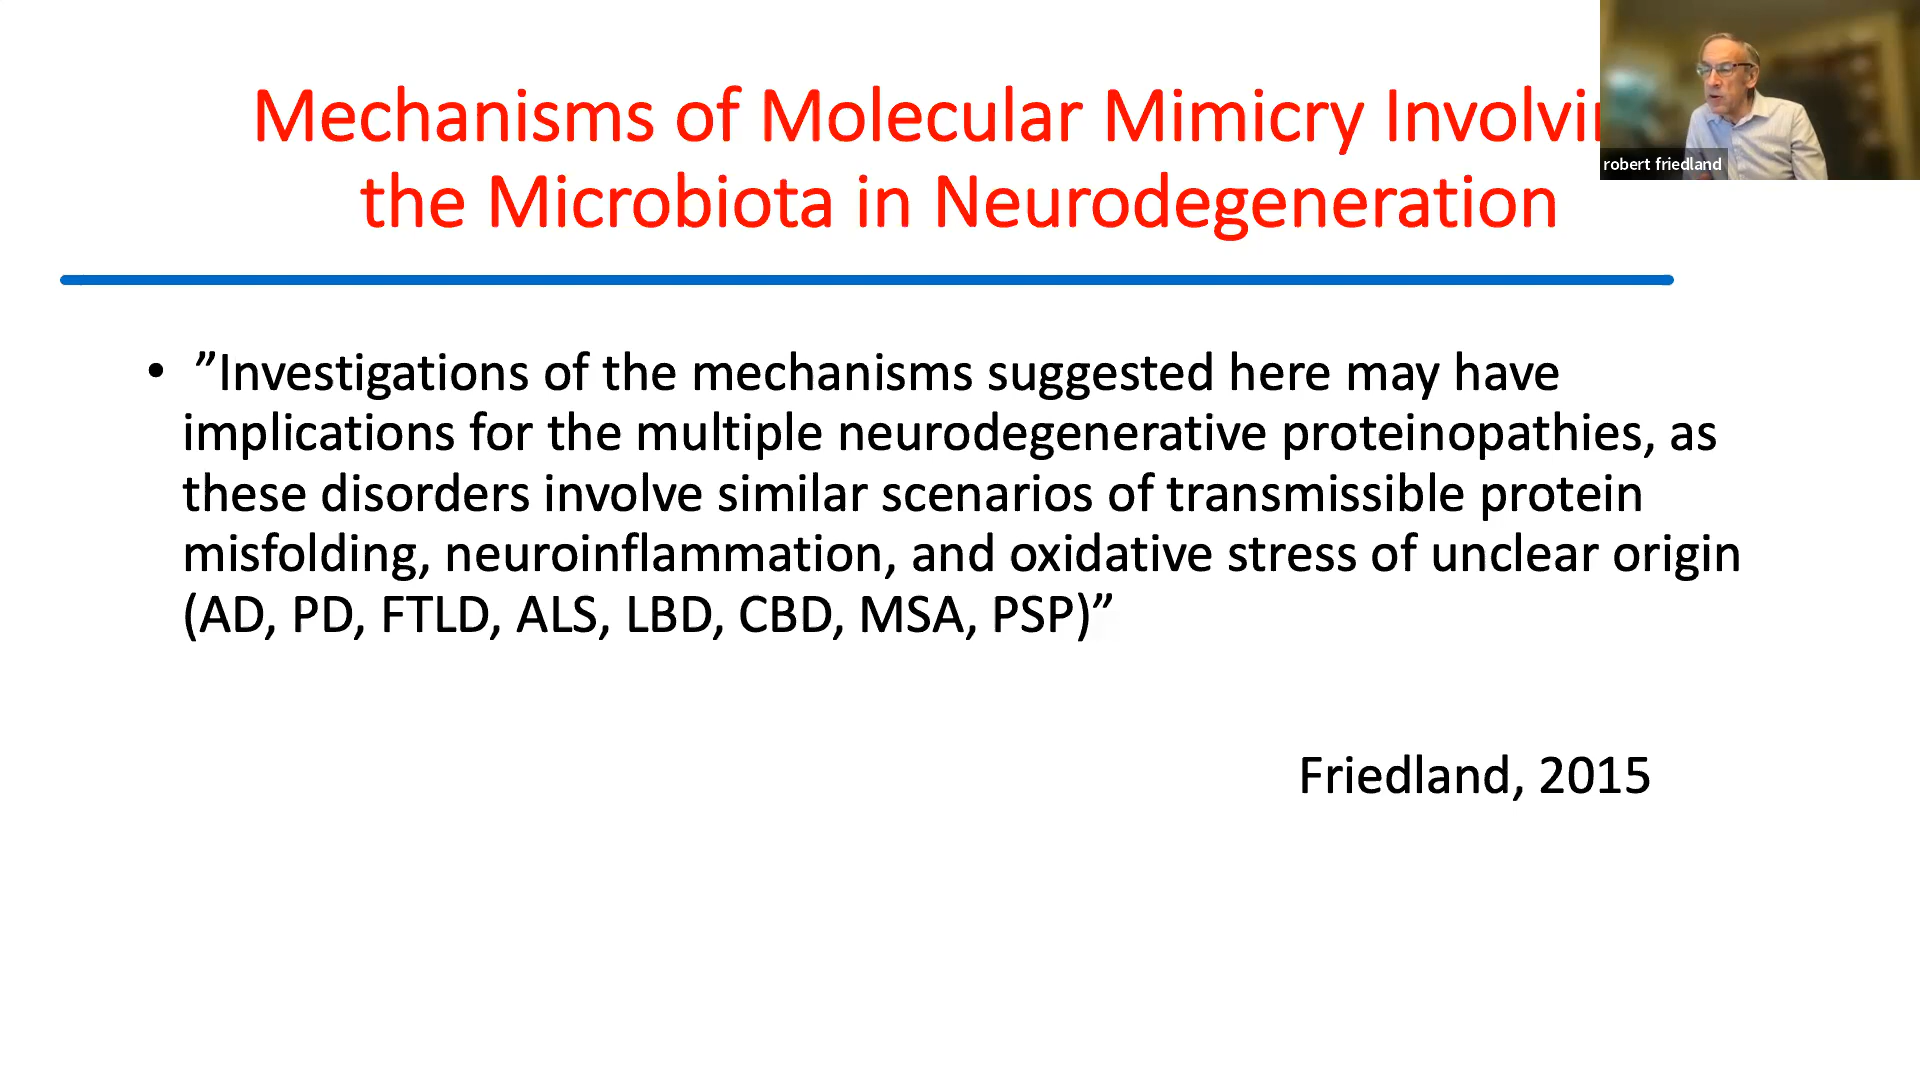 Mechanisms of Molecular Mimicry
the Microbiota in Neurodegeneration
robert friedland
• ”Investigations of the mechanisms suggested here may have
implications for the multiple neurodegenerative proteinopathies, as
these disorders involve similar scenarios of transmissible protein
misfolding, neuroinflammation, and oxidative stress of unclear origin
(AD, PD, FTLD, ALS, LBD, CBD, MSA, PSP)”
Friedland, 2015